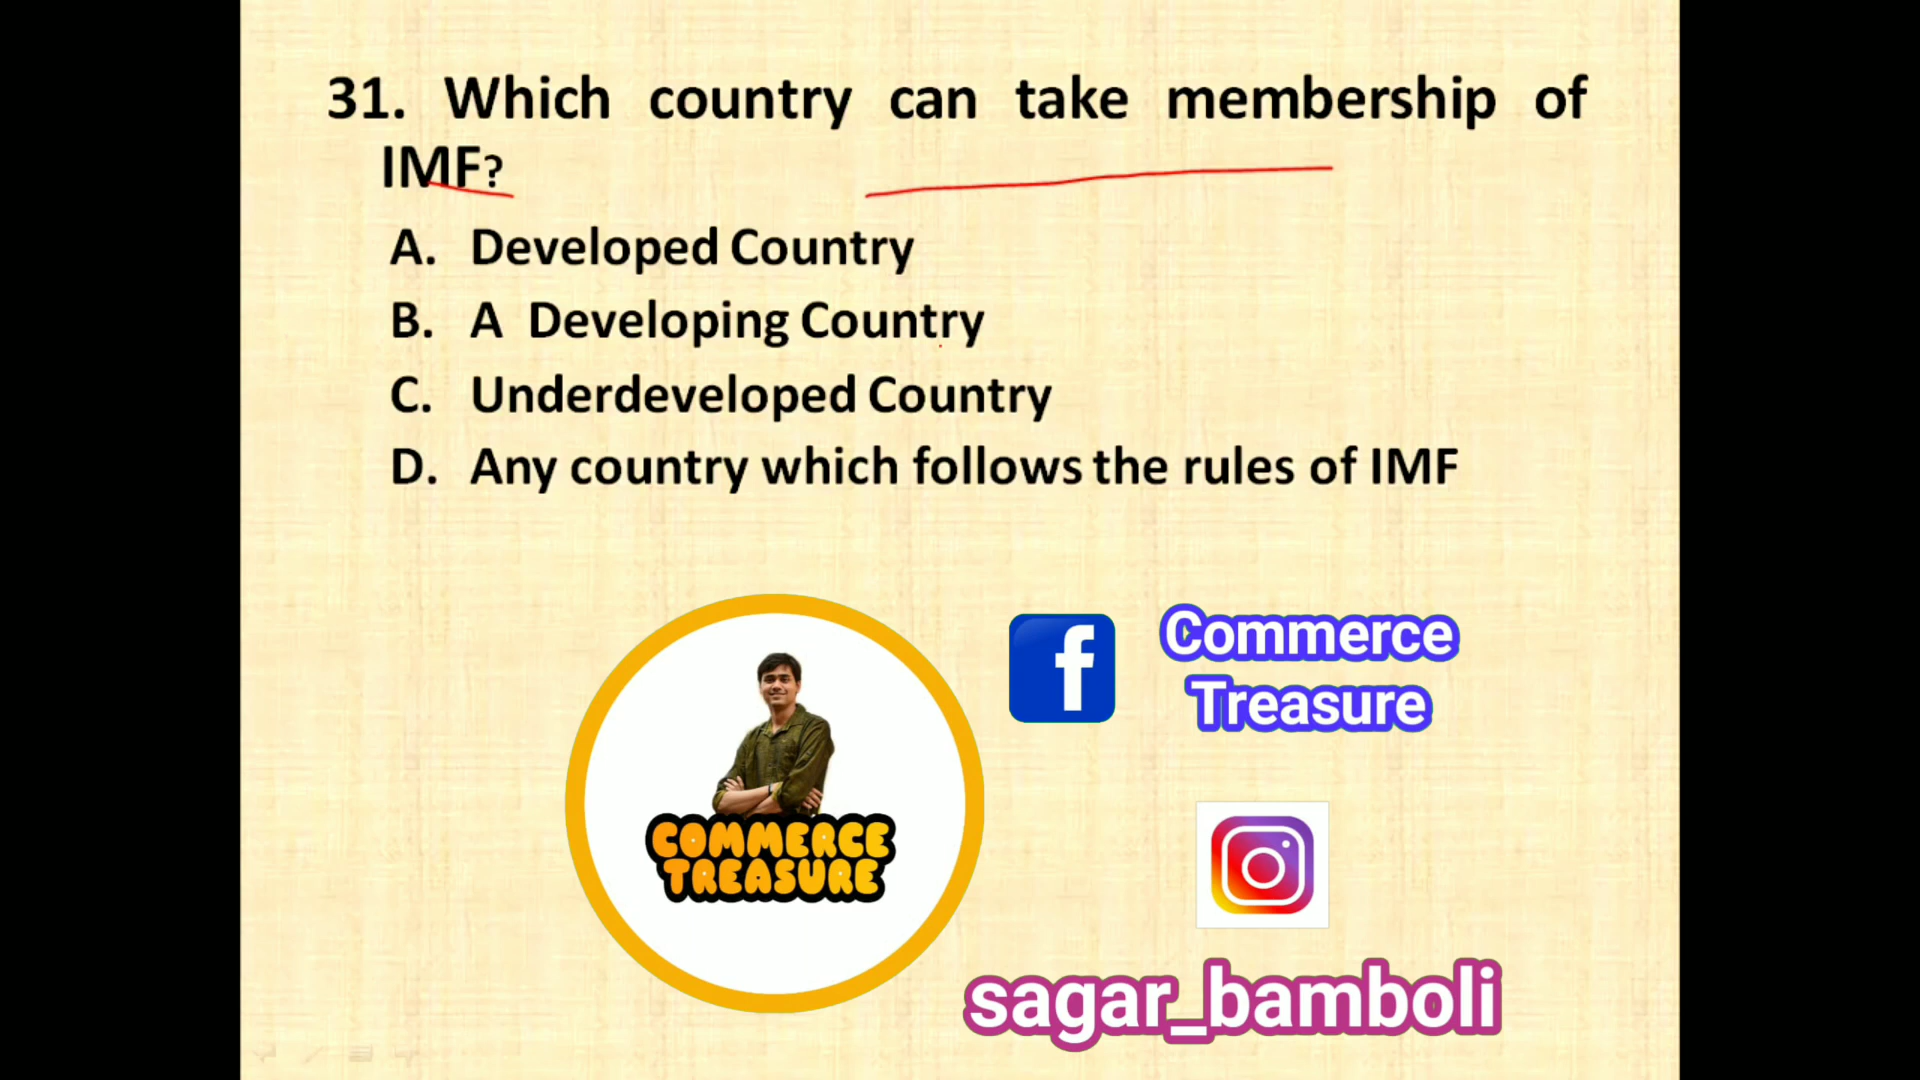 31. Which country can take membership of
IMF?
A. Developed Country
B. A Developing Country
C. Underdeveloped Country
D. Any country which follows the rules of IMF
COMMERCE
TREASURE
f
Commerce
Treasure
sagar_bamboli